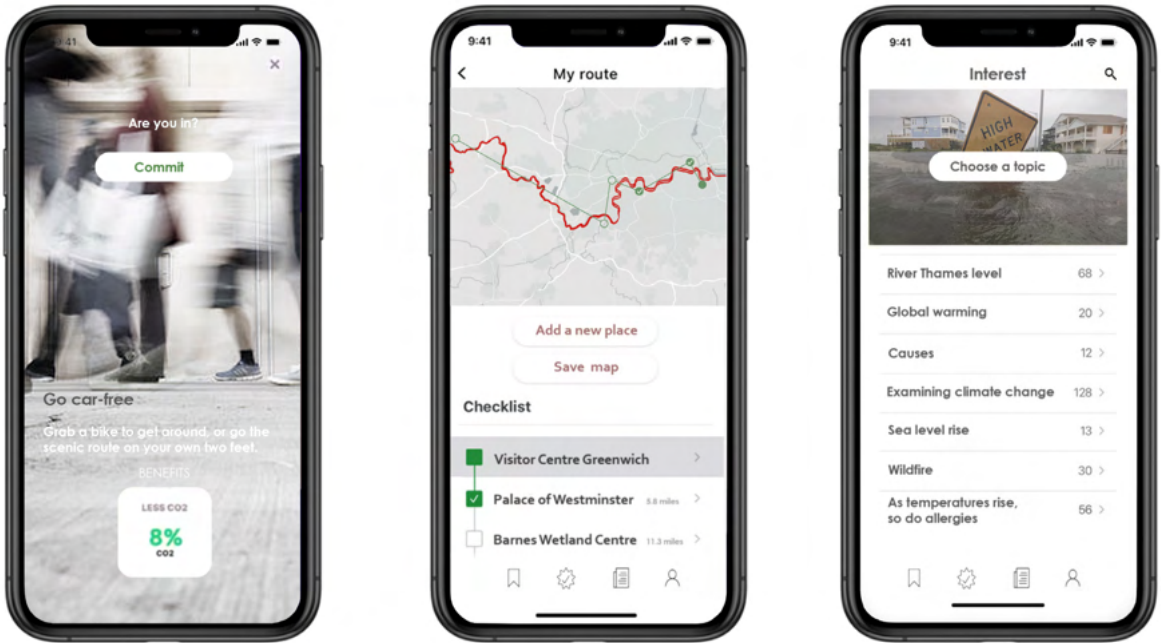 9:41
Are you in?
Commit
Go car-free
Grab a bike to get around, or go the
scenic route on your own two feet.
BENEFITS
LESS CO2
8%
CO2
9:41
My route
Add a new place
Save map
Checklist
Visitor Centre Greenwich
Palace of Westminster 5.8 miles
Barnes Wetland Centre 11.3 miles
9:41
Interest
HIGH
WATER
Choose a topic
River Thames level 68
Global warming 20
Causes 12
Examining climate change 128
Sea level rise 13
Wildfire 30
As temperatures rise,
so do allergies 56